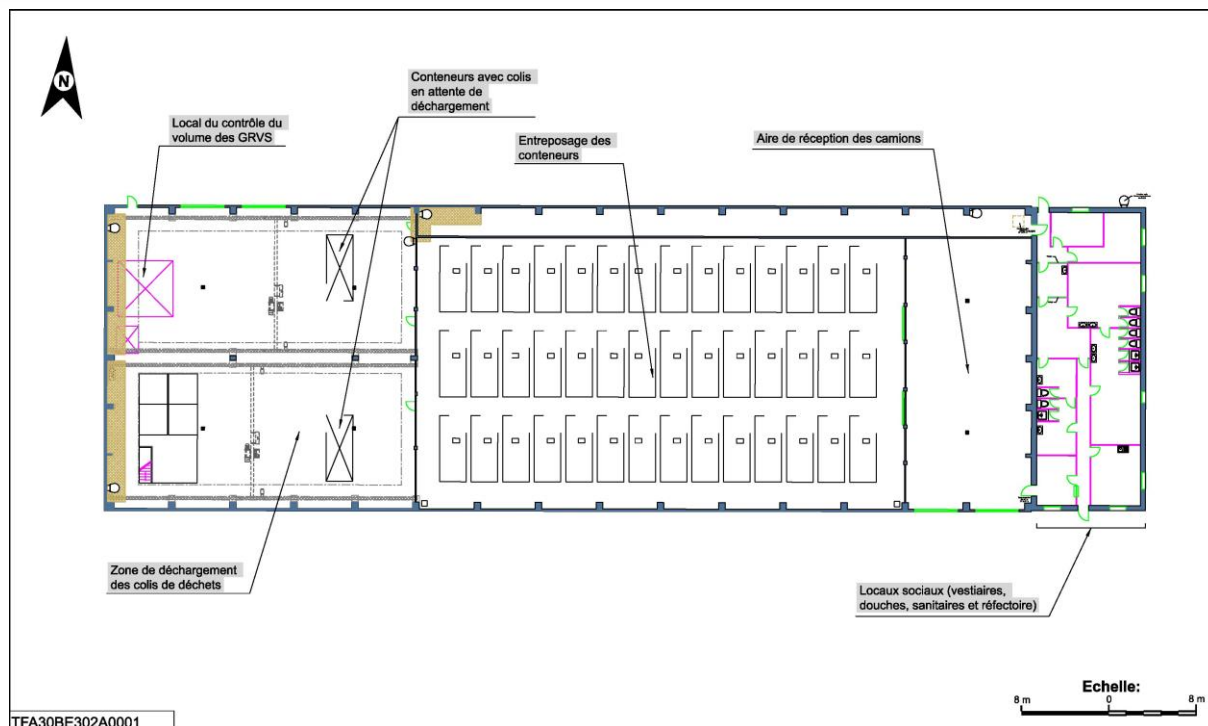 N
Conteneurs avec colis
en attente de
déchargement
Local du contrôle du
volume des GRVS
Entreposage des
conteneurs
Aire de réception des camions
Zone de déchargement
des colis de déchets
Locaux sociaux (vestiaires,
douches, sanitaires et réfectoire)
Echelle:
8 m 0 8 m
TFA30BE302A0001